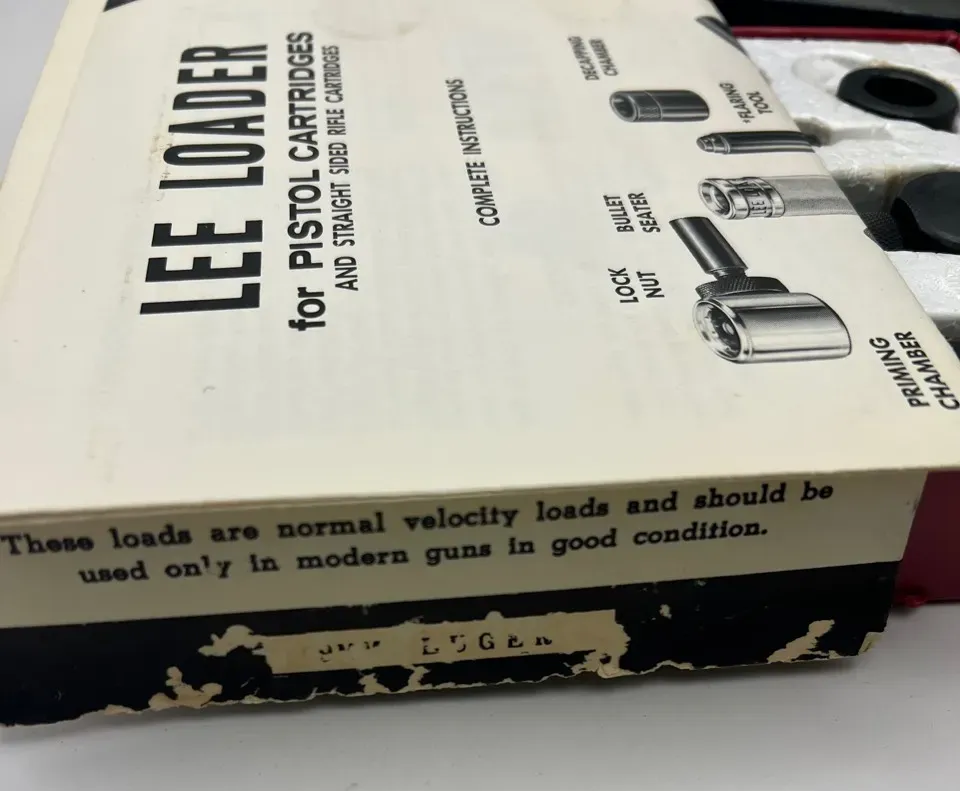 LEE LOADER
for PISTOL CARTRIDGES
AND STRAIGHT SIDED RIFLE CARTRIDGES
COMPLETE INSTRUCTIONS
DECAPPING
CHAMBER
*FLARING
TOOL
BULLET
SEATER
LEE
LOCK
NUT
PRIMING
CHAMBER
These loads are normal velocity loads and should be
used only in modern guns in good condition.
LUGER